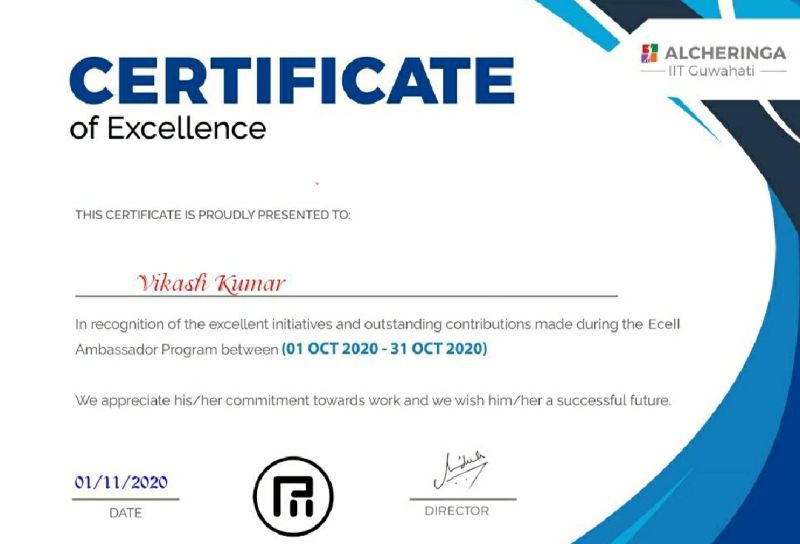 ALCHERINGA
IIT Guwahati
CERTIFICATE
of Excellence
THIS CERTIFICATE IS PROUDLY PRESENTED TO:
Vikash Kumar
In recognition of the excellent initiatives and outstanding contributions made during the Ecell
Ambassador Program between (01 OCT 2020 - 31 OCT 2020)
We appreciate his/her commitment towards work and we wish him/her a successful future.
01/11/2020
DATE
DIRECTOR